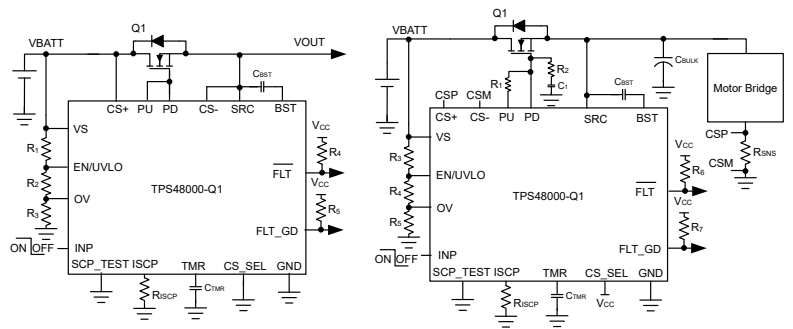 Q1
VBATT
VOUT
CBST
CS+
PU
PD
CS-
SRC
BST
VS
R1
EN/UVLO
R2
OV
R3
ON
OFF
INP
TPS48000-Q1
VCC
R4
FLT
VCC
R5
FLT_GD
SCP_TEST
ISCP
TMR
CS_SEL
GND
RISCP
CTMR
Q1
VBATT
R2
C1
R1
CBULK
Motor Bridge
CSP
CSM
CS+
CS-
PU
PD
SRC
CBST
BST
CSP
RSNS
CSM
VS
R3
EN/UVLO
R4
OV
R5
ON
OFF
INP
TPS48000-Q1
VCC
R6
FLT
VCC
R7
FLT_GD
SCP_TEST
ISCP
TMR
CS_SEL
GND
RISCP
CTMR
VCC